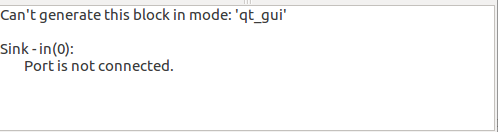 Can't generate this block in mode: 'qt_gui'
Sink - in(0):
Port is not connected.